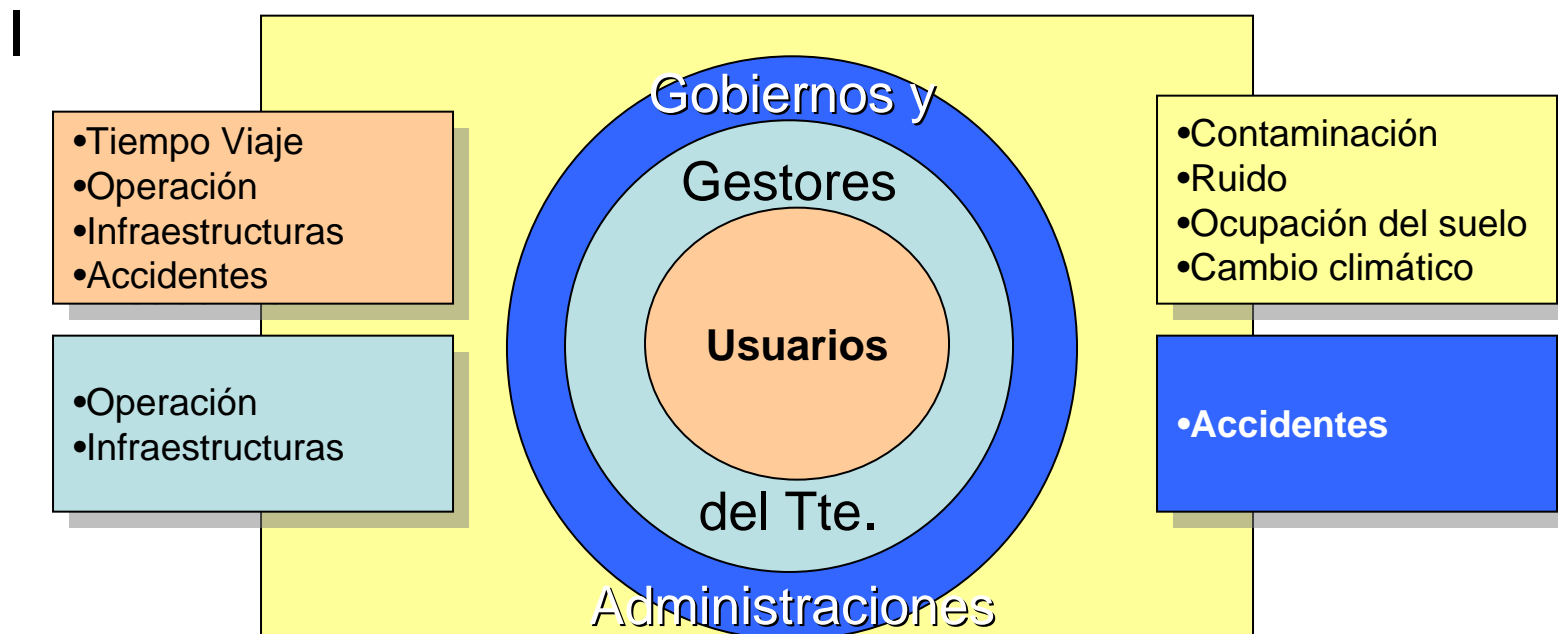 •Tiempo Viaje
•Operación
•Infraestructuras
•Accidentes
•Operación
•Infraestructuras
Gobiernos y
Gestores
Usuarios
del Tte.
Administraciones
•Contaminación
•Ruido
•Ocupación del suelo
•Cambio climático
•Accidentes